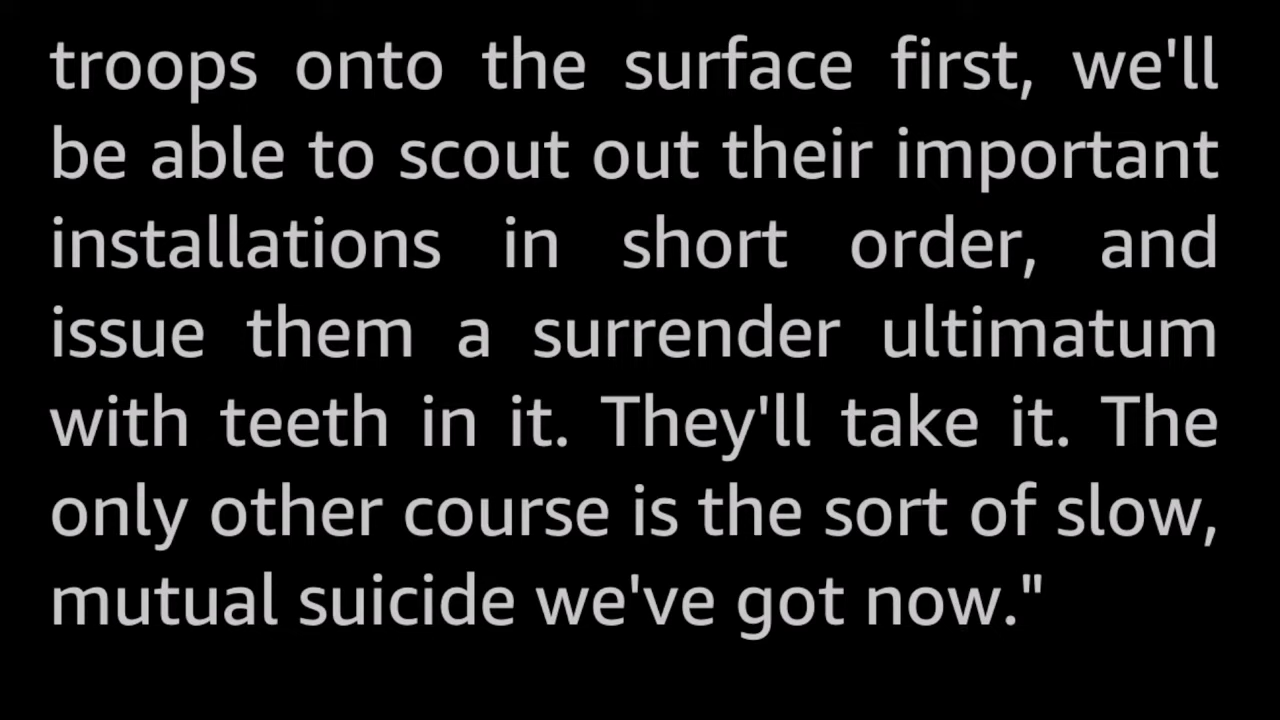 troops onto the surface first, we'll
be able to scout out their important
installations in short order, and
issue them a surrender ultimatum
with teeth in it. They'll take it. The
only other course is the sort of slow,
mutual suicide we've got now."